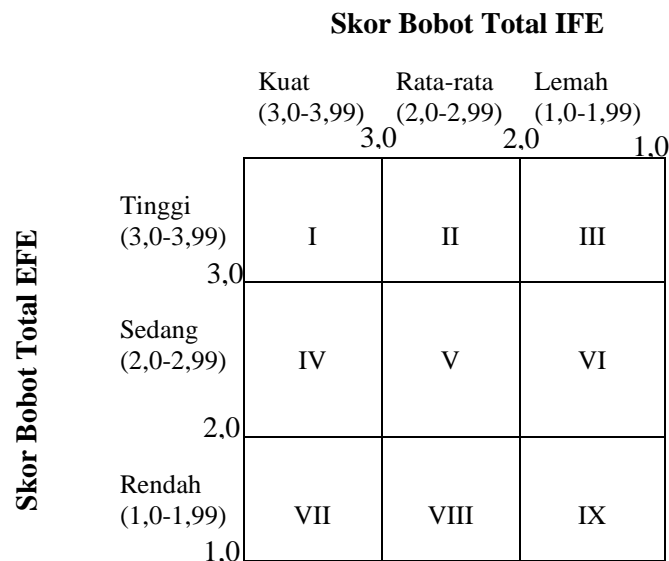 Skor Bobot Total IFE
Kuat Rata-rata Lemah
(3,0-3,99) (2,0-2,99) (1,0-1,99)
3,0 2,0 1,0
Skor Bobot Total EFE
Tinggi
(3,0-3,99) I II III
3,0
Sedang
(2,0-2,99) IV V VI
2,0
Rendah
(1,0-1,99) VII VIII IX
1,0